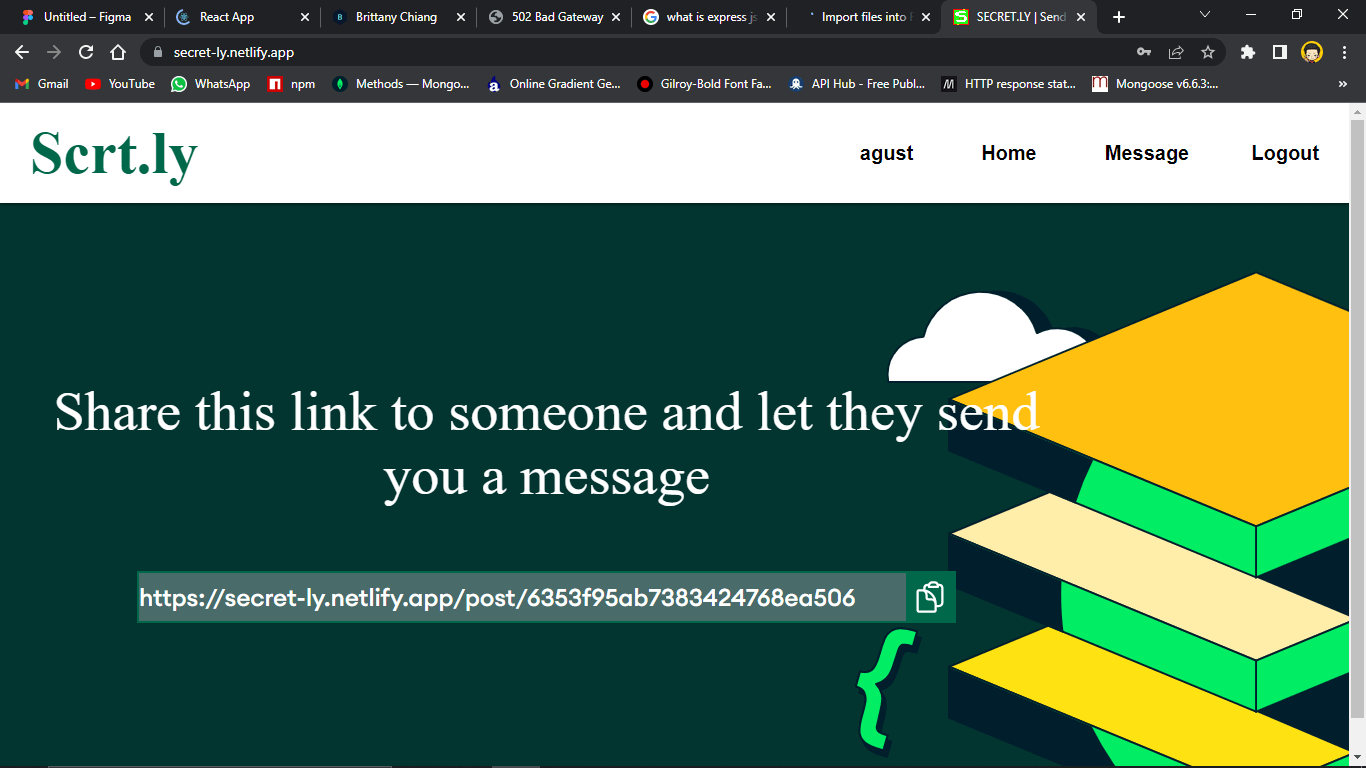 Untitled – Figma
React App
Brittany Chiang
502 Bad Gateway
what is express js
Import files into
SECRET.LY | Send
secret-ly.netlify.app
Gmail
YouTube
WhatsApp
npm
Methods — Mongo...
Online Gradient Ge...
Gilroy-Bold Font Fa...
API Hub - Free Publ...
HTTP response stat...
Mongoose v6.6.3:...
»
Scrt.ly
agust
Home
Message
Logout
Share this link to someone and let they send
you a message
https://secret-ly.netlify.app/post/6353f95ab7383424768ea506
{